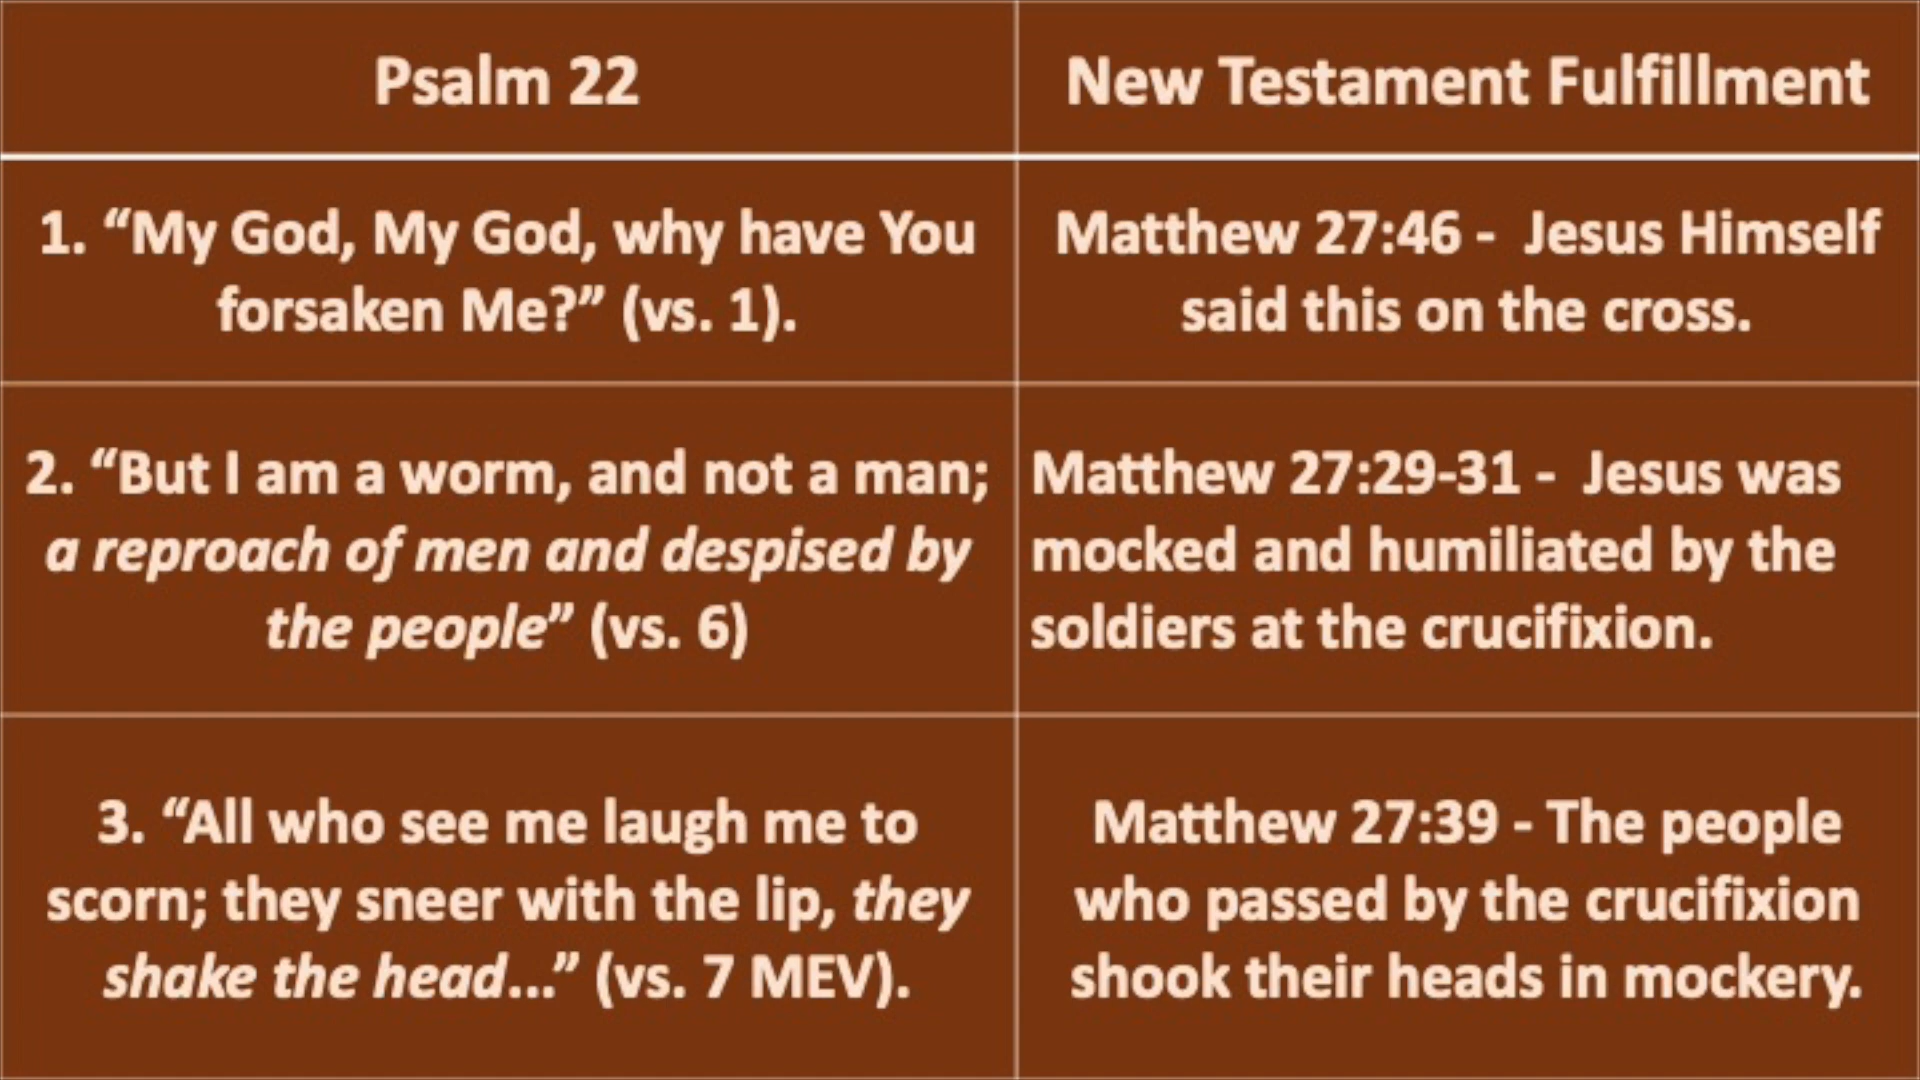 Psalm 22
New Testament Fulfillment
1. “My God, My God, why have You
forsaken Me?” (vs. 1).
Matthew 27:46 -  Jesus Himself
said this on the cross.
2. “But I am a worm, and not a man;
a reproach of men and despised by
the people” (vs. 6)
Matthew 27:29-31 -  Jesus was
mocked and humiliated by the
soldiers at the crucifixion.
3. “All who see me laugh me to
scorn; they sneer with the lip, they
shake the head...” (vs. 7 MEV).
Matthew 27:39 - The people
who passed by the crucifixion
shook their heads in mockery.